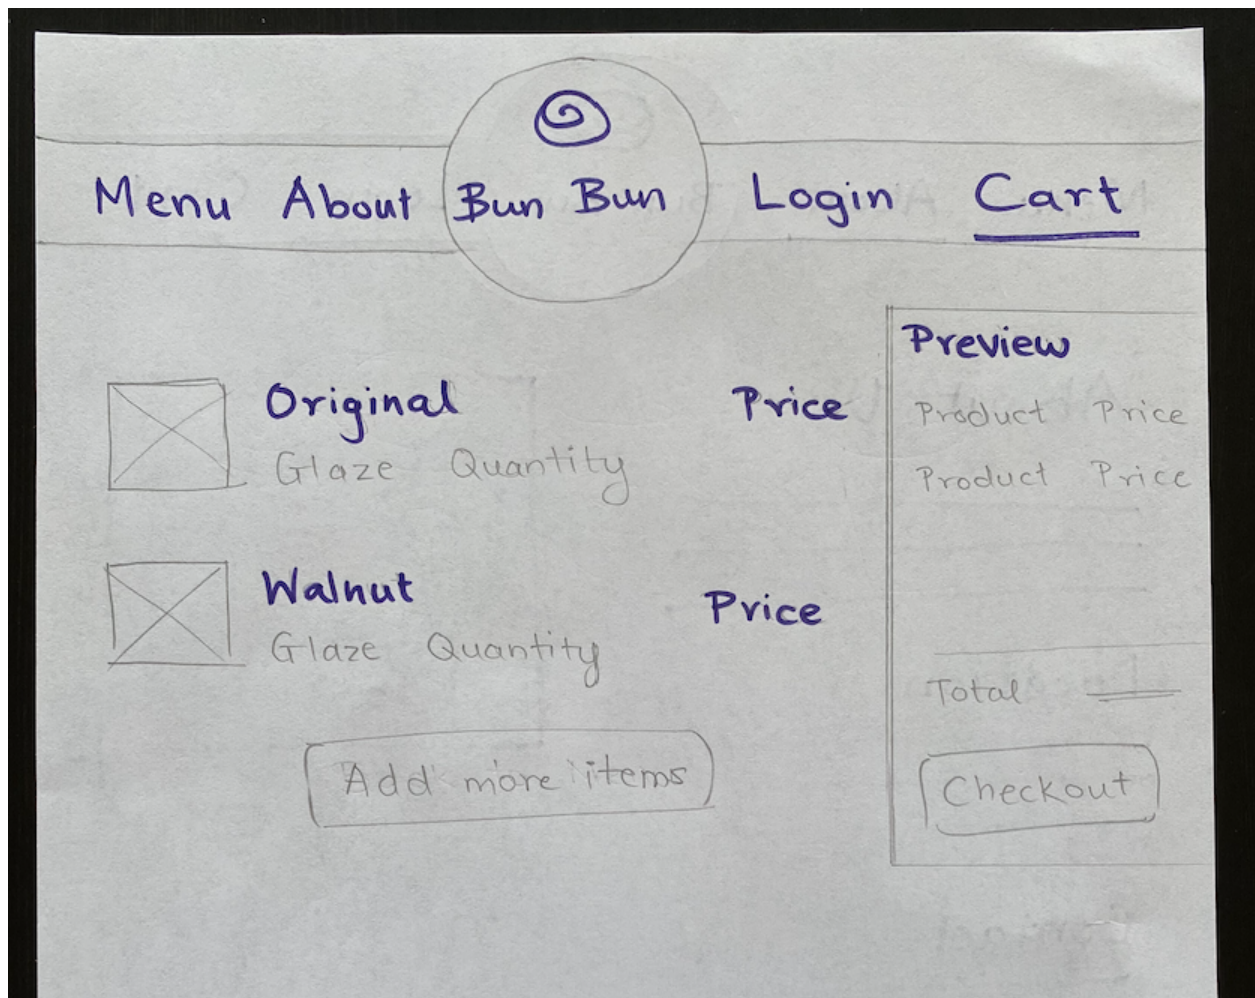 Menu About Bun Bun Login Cart
Original Price
Glaze Quantity
Walnut Price
Glaze Quantity
Add more items
Preview
Product Price
Product Price
Total
Checkout